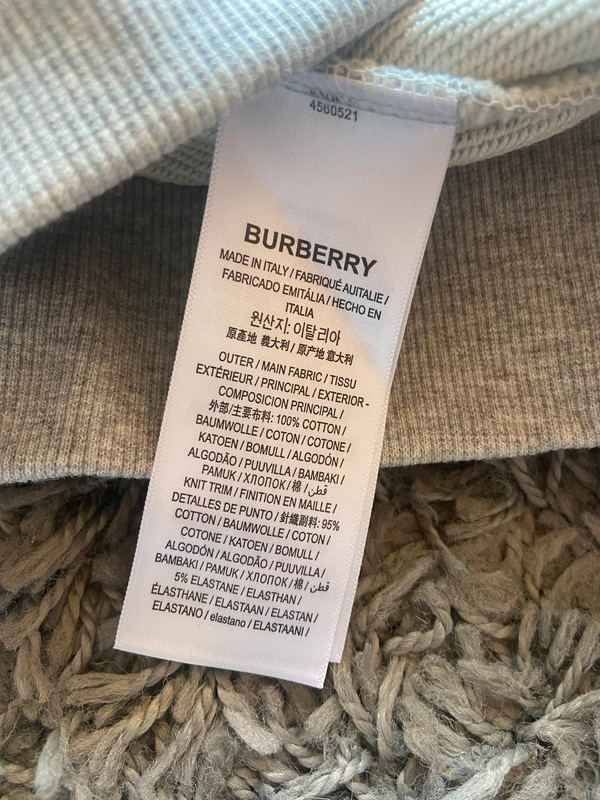 4560521
BURBERRY
MADE IN ITALY / FABRIQUÉ AUITALIE /
FABRICADO EMITÁLIA / HECHO EN
ITALIA
원산지: 이탈리아
原產地 義大利 / 原产地 意大利
OUTER / MAIN FABRIC / TISSU
EXTÉRIEUR / PRINCIPAL / EXTERIOR -
COMPOSICION PRINCIPAL /
外部/主要布料: 100% COTTON /
BAUMWOLLE / COTON / COTONE /
KATOEN / BOMULL / ALGODÓN /
ALGODÃO / PUUVILLA / BAMBAKI /
PAMUK / ХЛОПОК / 棉 / قطن /
KNIT TRIM / FINITION EN MAILLE /
DETALLES DE PUNTO / 針織副料: 95%
COTTON / BAUMWOLLE / COTON /
COTONE / KATOEN / BOMULL /
ALGODÓN / ALGODÃO / PUUVILLA /
BAMBAKI / PAMUK / ХЛОПОК / 棉 / قطن
5% ELASTANE / ELASTHAN /
ÉLASTHANE / ELASTAAN / ELASTAN /
ELASTANO / elastano / ELASTAANI /